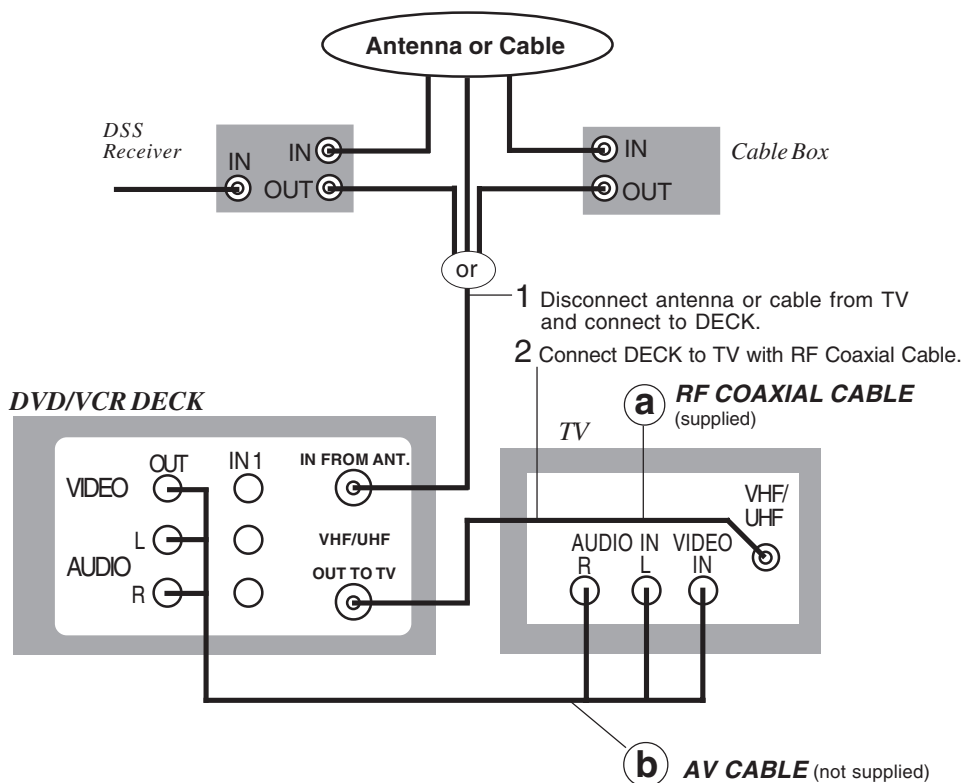 Antenna or Cable
DSS
Receiver
IN
IN
OUT
IN
OUT
Cable Box
or
1 Disconnect antenna or cable from TV
and connect to DECK.
2 Connect DECK to TV with RF Coaxial Cable.
a RF COAXIAL CABLE
(supplied)
DVD/VCR DECK
OUT
IN 1
IN FROM ANT.
VIDEO
L
AUDIO
R
VHF/UHF
OUT TO TV
TV
VHF/
UHF
AUDIO IN
R
L
VIDEO
IN
b AV CABLE (not supplied)